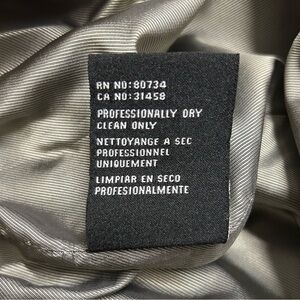 RN NO:80734
CA NO:31458
PROFESSIONALLY DRY
CLEAN ONLY
NETTOYANGE A SEC
PROFESSIONNEL
UNIQUEMENT
LIMPIAR EN SECO
PROFESIONALMENTE